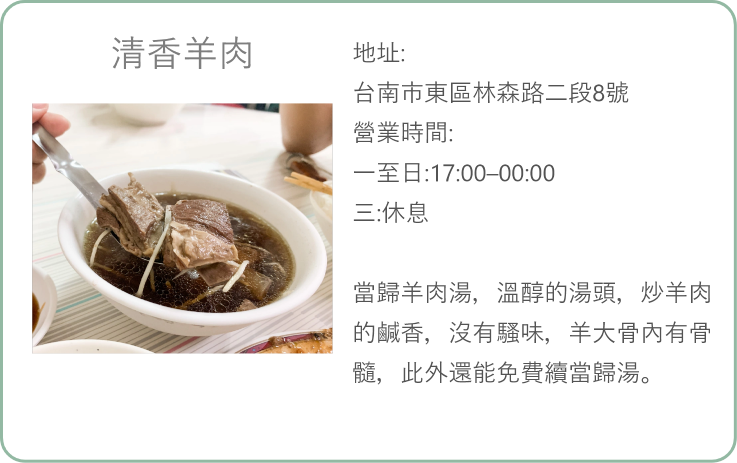 清香羊肉
地址:
台南市東區林森路二段8號
營業時間:
一至日:17:00–00:00
三:休息
當歸羊肉湯，溫醇的湯頭，炒羊肉
的鹹香，沒有騷味，羊大骨內有骨
髓，此外還能免費續當歸湯。